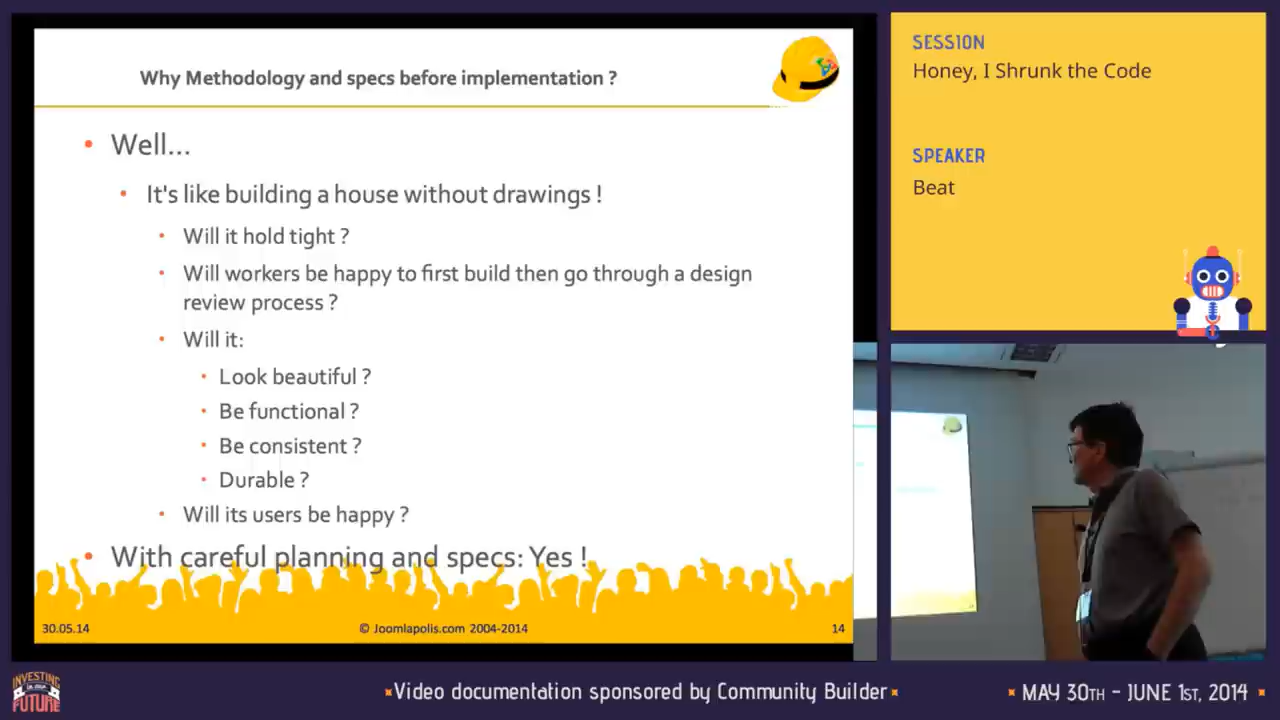 Why Methodology and specs before implementation ?
Well...
It's like building a house without drawings !
Will it hold tight ?
Will workers be happy to first build then go through a design
review process ?
Will it:
Look beautiful ?
Be functional ?
Be consistent ?
Durable ?
Will its users be happy ?
With careful planning and specs: Yes !
30.05.14
© Joomlapolis.com 2004-2014
14
SESSION
Honey, I Shrunk the Code
SPEAKER
Beat
INVESTING
IN OUR
FUTURE
Video documentation sponsored by Community Builder
MAY 30TH - JUNE 1ST, 2014